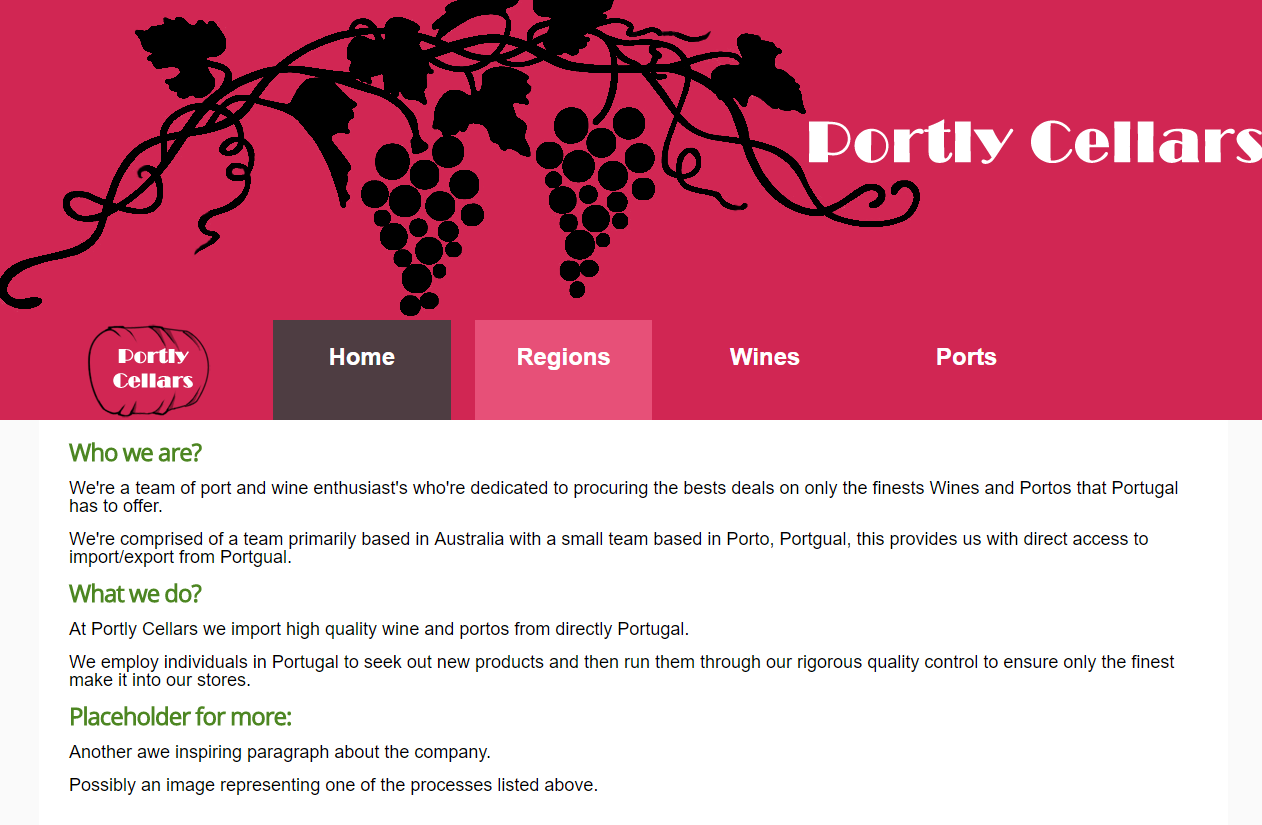 Portly Cellars
Portly
Cellars
Home
Regions
Wines
Ports
Who we are?
We're a team of port and wine enthusiast's who're dedicated to procuring the bests deals on only the finests Wines and Portos that Portugal
has to offer.
We're comprised of a team primarily based in Australia with a small team based in Porto, Portgual, this provides us with direct access to
import/export from Portgual.
What we do?
At Portly Cellars we import high quality wine and portos from directly Portugal.
We employ individuals in Portugal to seek out new products and then run them through our rigorous quality control to ensure only the finest
make it into our stores.
Placeholder for more:
Another awe inspiring paragraph about the company.
Possibly an image representing one of the processes listed above.